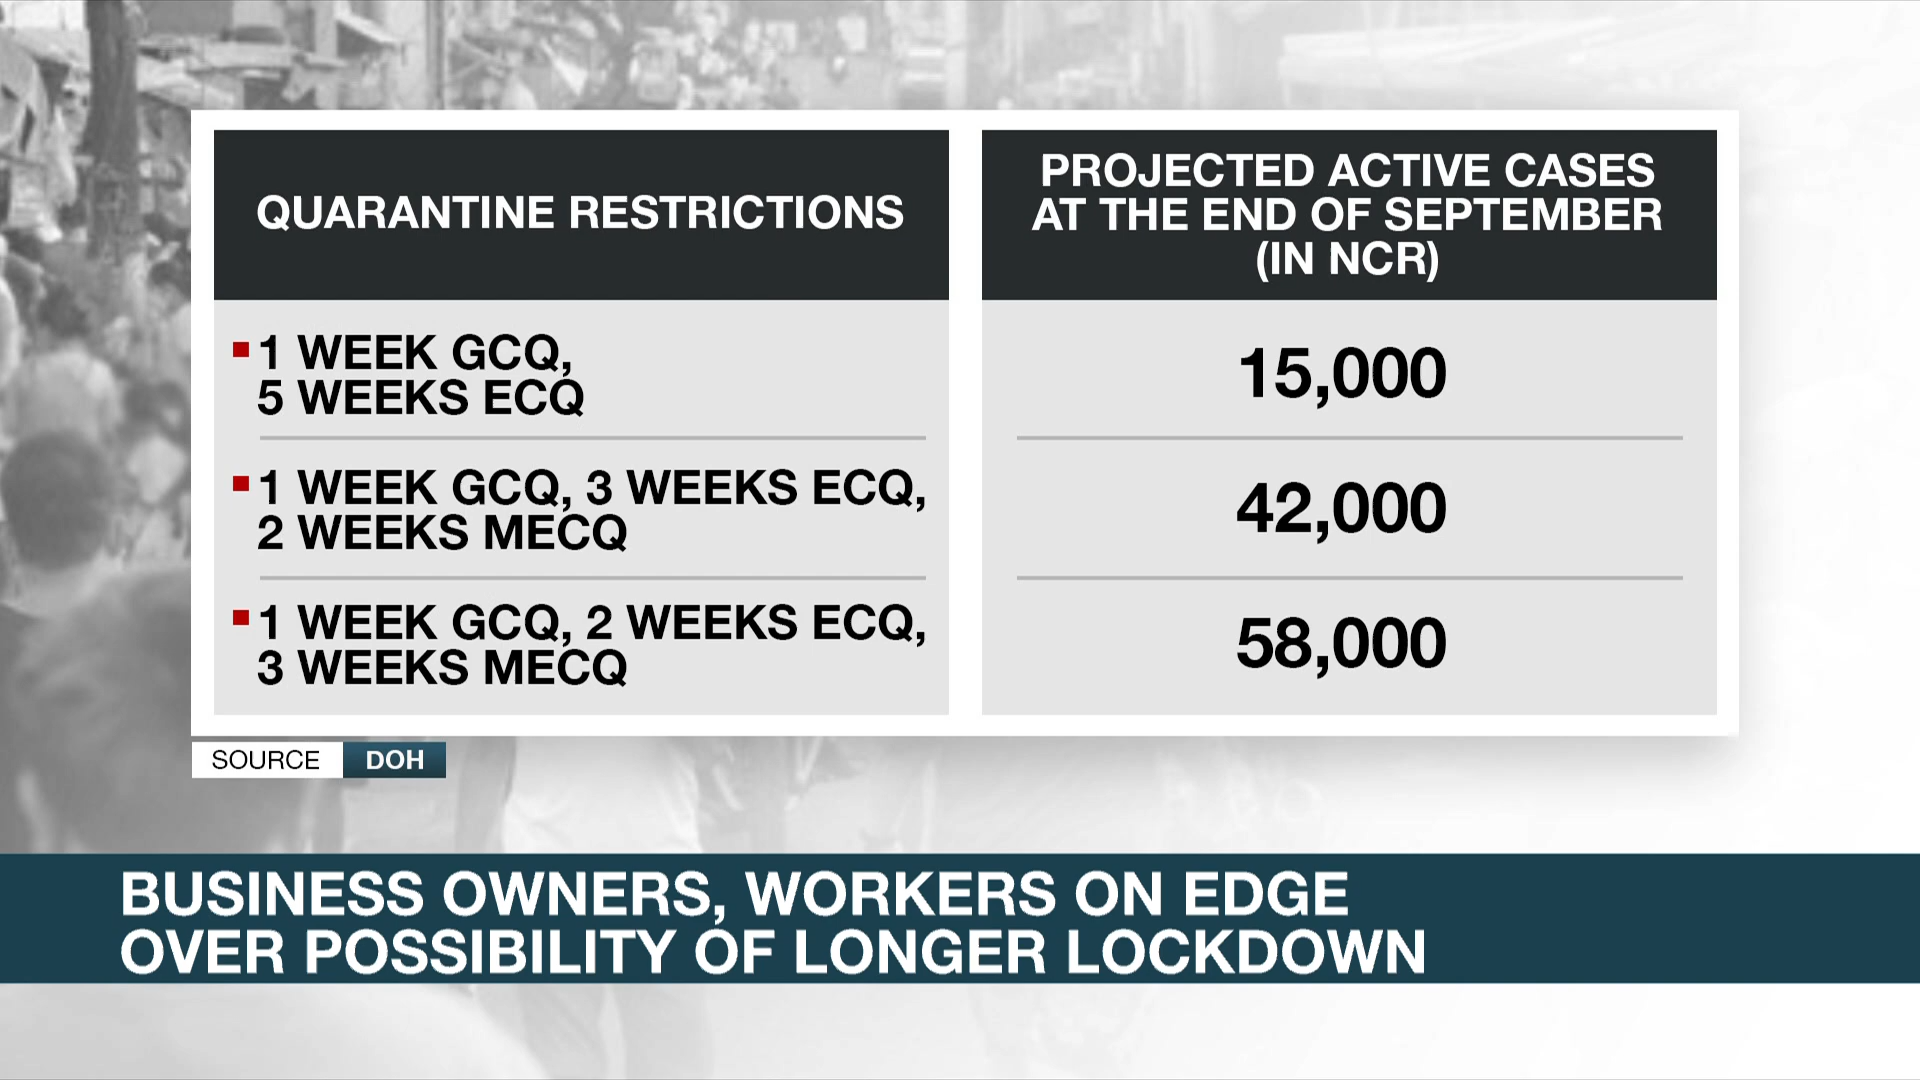 QUARANTINE RESTRICTIONS
PROJECTED ACTIVE CASES
AT THE END OF SEPTEMBER
(IN NCR)
1 WEEK GCQ,
5 WEEKS ECQ
15,000
1 WEEK GCQ, 3 WEEKS ECQ,
2 WEEKS MECQ
42,000
1 WEEK GCQ, 2 WEEKS ECQ,
3 WEEKS MECQ
58,000
SOURCE DOH
BUSINESS OWNERS, WORKERS ON EDGE
OVER POSSIBILITY OF LONGER LOCKDOWN